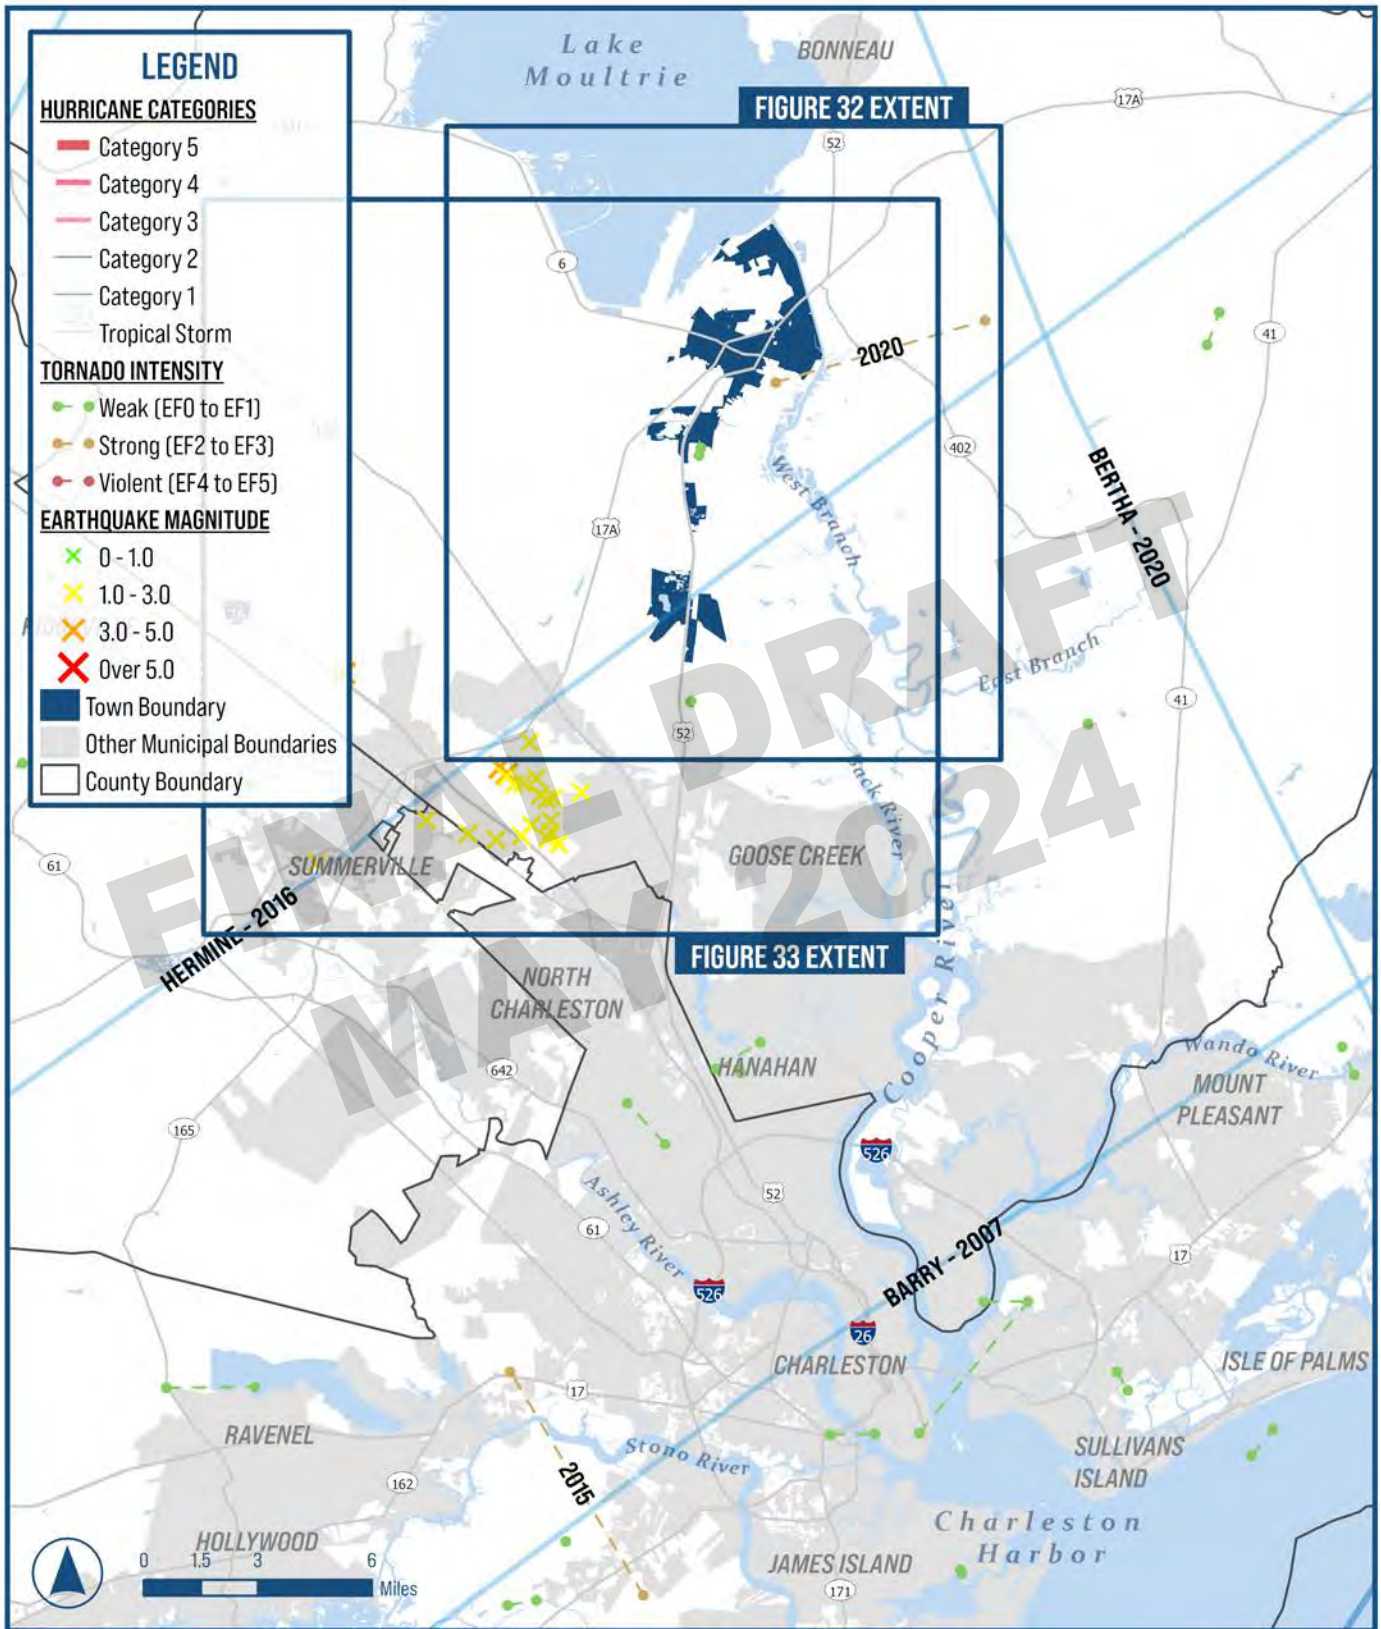 Lake
Moultrie
BONNEAU
LEGEND
HURRICANE CATEGORIES
Category 5
Category 4
Category 3
Category 2
Category 1
Tropical Storm
TORNADO INTENSITY
Weak (EF0 to EF1)
Strong (EF2 to EF3)
Violent (EF4 to EF5)
EARTHQUAKE MAGNITUDE
0 - 1.0
1.0 - 3.0
3.0 - 5.0
Over 5.0
Town Boundary
Other Municipal Boundaries
County Boundary
FIGURE 32 EXTENT
17A
52
6
41
2020
402
West Branch
17A
BERTHA - 2020
East Branch
41
52
Back River
FINAL DRAFT
MAY 2024
61
SUMMERVILLE
GOOSE CREEK
HERMINE - 2016
FIGURE 33 EXTENT
NORTH
CHARLESTON
Cooper River
642
HANAHAN
Wando River
MOUNT
PLEASANT
165
526
52
Ashley River
61
17
526
BARRY - 2007
26
CHARLESTON
ISLE OF PALMS
17
RAVENEL
Stono River
SULLIVANS
ISLAND
162
2015
Charleston
Harbor
HOLLYWOOD
JAMES ISLAND
171
0 1.5 3 6
Miles